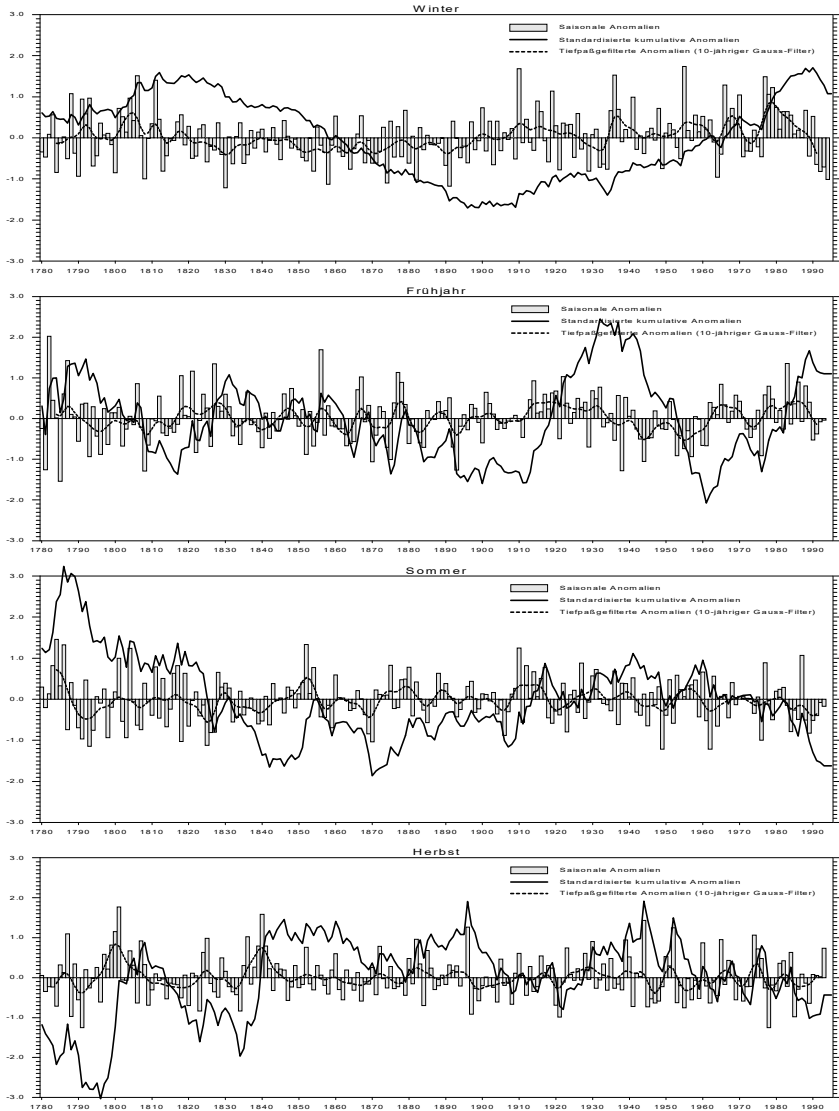 Winter
3.0
Saisonale Anomalien
Standardisierte kumulative Anomalien
2.0
Tiefpaßgefilterte Anomalien (10-jähriger Gauss-Filter)
1.0
0.0
-1.0
-2.0
-3.0
1780 1790 1800 1810 1820 1830 1840 1850 1860 1870 1880 1890 1900 1910 1920 1930 1940 1950 1960 1970 1980 1990
Frühjahr
3.0
Saisonale Anomalien
Standardisierte kumulative Anomalien
2.0
Tiefpaßgefilterte Anomalien (10-jähriger Gauss-Filter)
1.0
0.0
-1.0
-2.0
-3.0
1780 1790 1800 1810 1820 1830 1840 1850 1860 1870 1880 1890 1900 1910 1920 1930 1940 1950 1960 1970 1980 1990
Sommer
3.0
Saisonale Anomalien
Standardisierte kumulative Anomalien
2.0
Tiefpaßgefilterte Anomalien (10-jähriger Gauss-Filter)
1.0
0.0
-1.0
-2.0
-3.0
1780 1790 1800 1810 1820 1830 1840 1850 1860 1870 1880 1890 1900 1910 1920 1930 1940 1950 1960 1970 1980 1990
Herbst
3.0
Saisonale Anomalien
Standardisierte kumulative Anomalien
2.0
Tiefpaßgefilterte Anomalien (10-jähriger Gauss-Filter)
1.0
0.0
-1.0
-2.0
-3.0
1780 1790 1800 1810 1820 1830 1840 1850 1860 1870 1880 1890 1900 1910 1920 1930 1940 1950 1960 1970 1980 1990